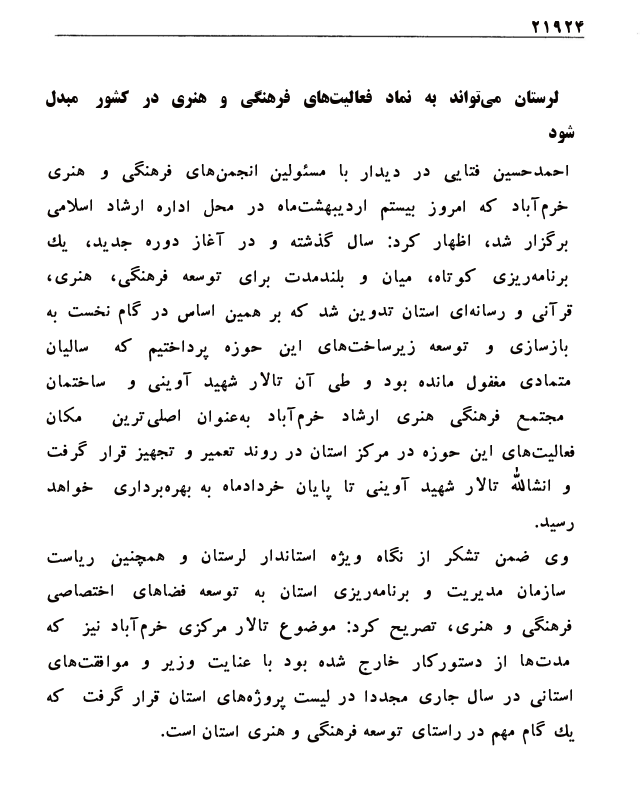 ۲۱۹۲۴
لرستان می‌تواند به نماد فعالیت‌های فرهنگی و هنری در کشور مبدل
شود
احمدحسین فتایی در دیدار با مسئولین انجمن‌های فرهنگی و هنری
خرم‌آباد که امروز بیستم اردیبهشت‌ماه در محل اداره ارشاد اسلامی
برگزار شد، اظهار کرد: سال گذشته و در آغاز دوره جدید، یك
برنامه‌ریزی کوتاه، میان و بلندمدت برای توسعه فرهنگی، هنری،
قرآنی و رسانه‌ای استان تدوین شد که بر همین اساس در گام نخست به
بازسازی و توسعه زیرساخت‌های این حوزه پرداختیم که سالیان
متمادی مغفول مانده بود و طی آن تالار شهید آوینی و ساختمان
مجتمع فرهنگی هنری ارشاد خرم‌آباد به‌عنوان اصلی‌ترین مکان
فعالیت‌های این حوزه در مرکز استان در روند تعمیر و تجهیز قرار گرفت
و انشالله تالار شهید آوینی تا پایان خردادماه به بهره‌برداری خواهد
رسید.
وی ضمن تشکر از نگاه ویژه استاندار لرستان و همچنین ریاست
سازمان مدیریت و برنامه‌ریزی استان به توسعه فضاهای اختصاصی
فرهنگی و هنری، تصریح کرد: موضوع تالار مرکزی خرم‌آباد نیز که
مدت‌ها از دستورکار خارج شده بود با عنایت وزیر و موافقت‌های
استانی در سال جاری مجددا در لیست پروژه‌های استان قرار گرفت که
یك گام مهم در راستای توسعه فرهنگی و هنری استان است.